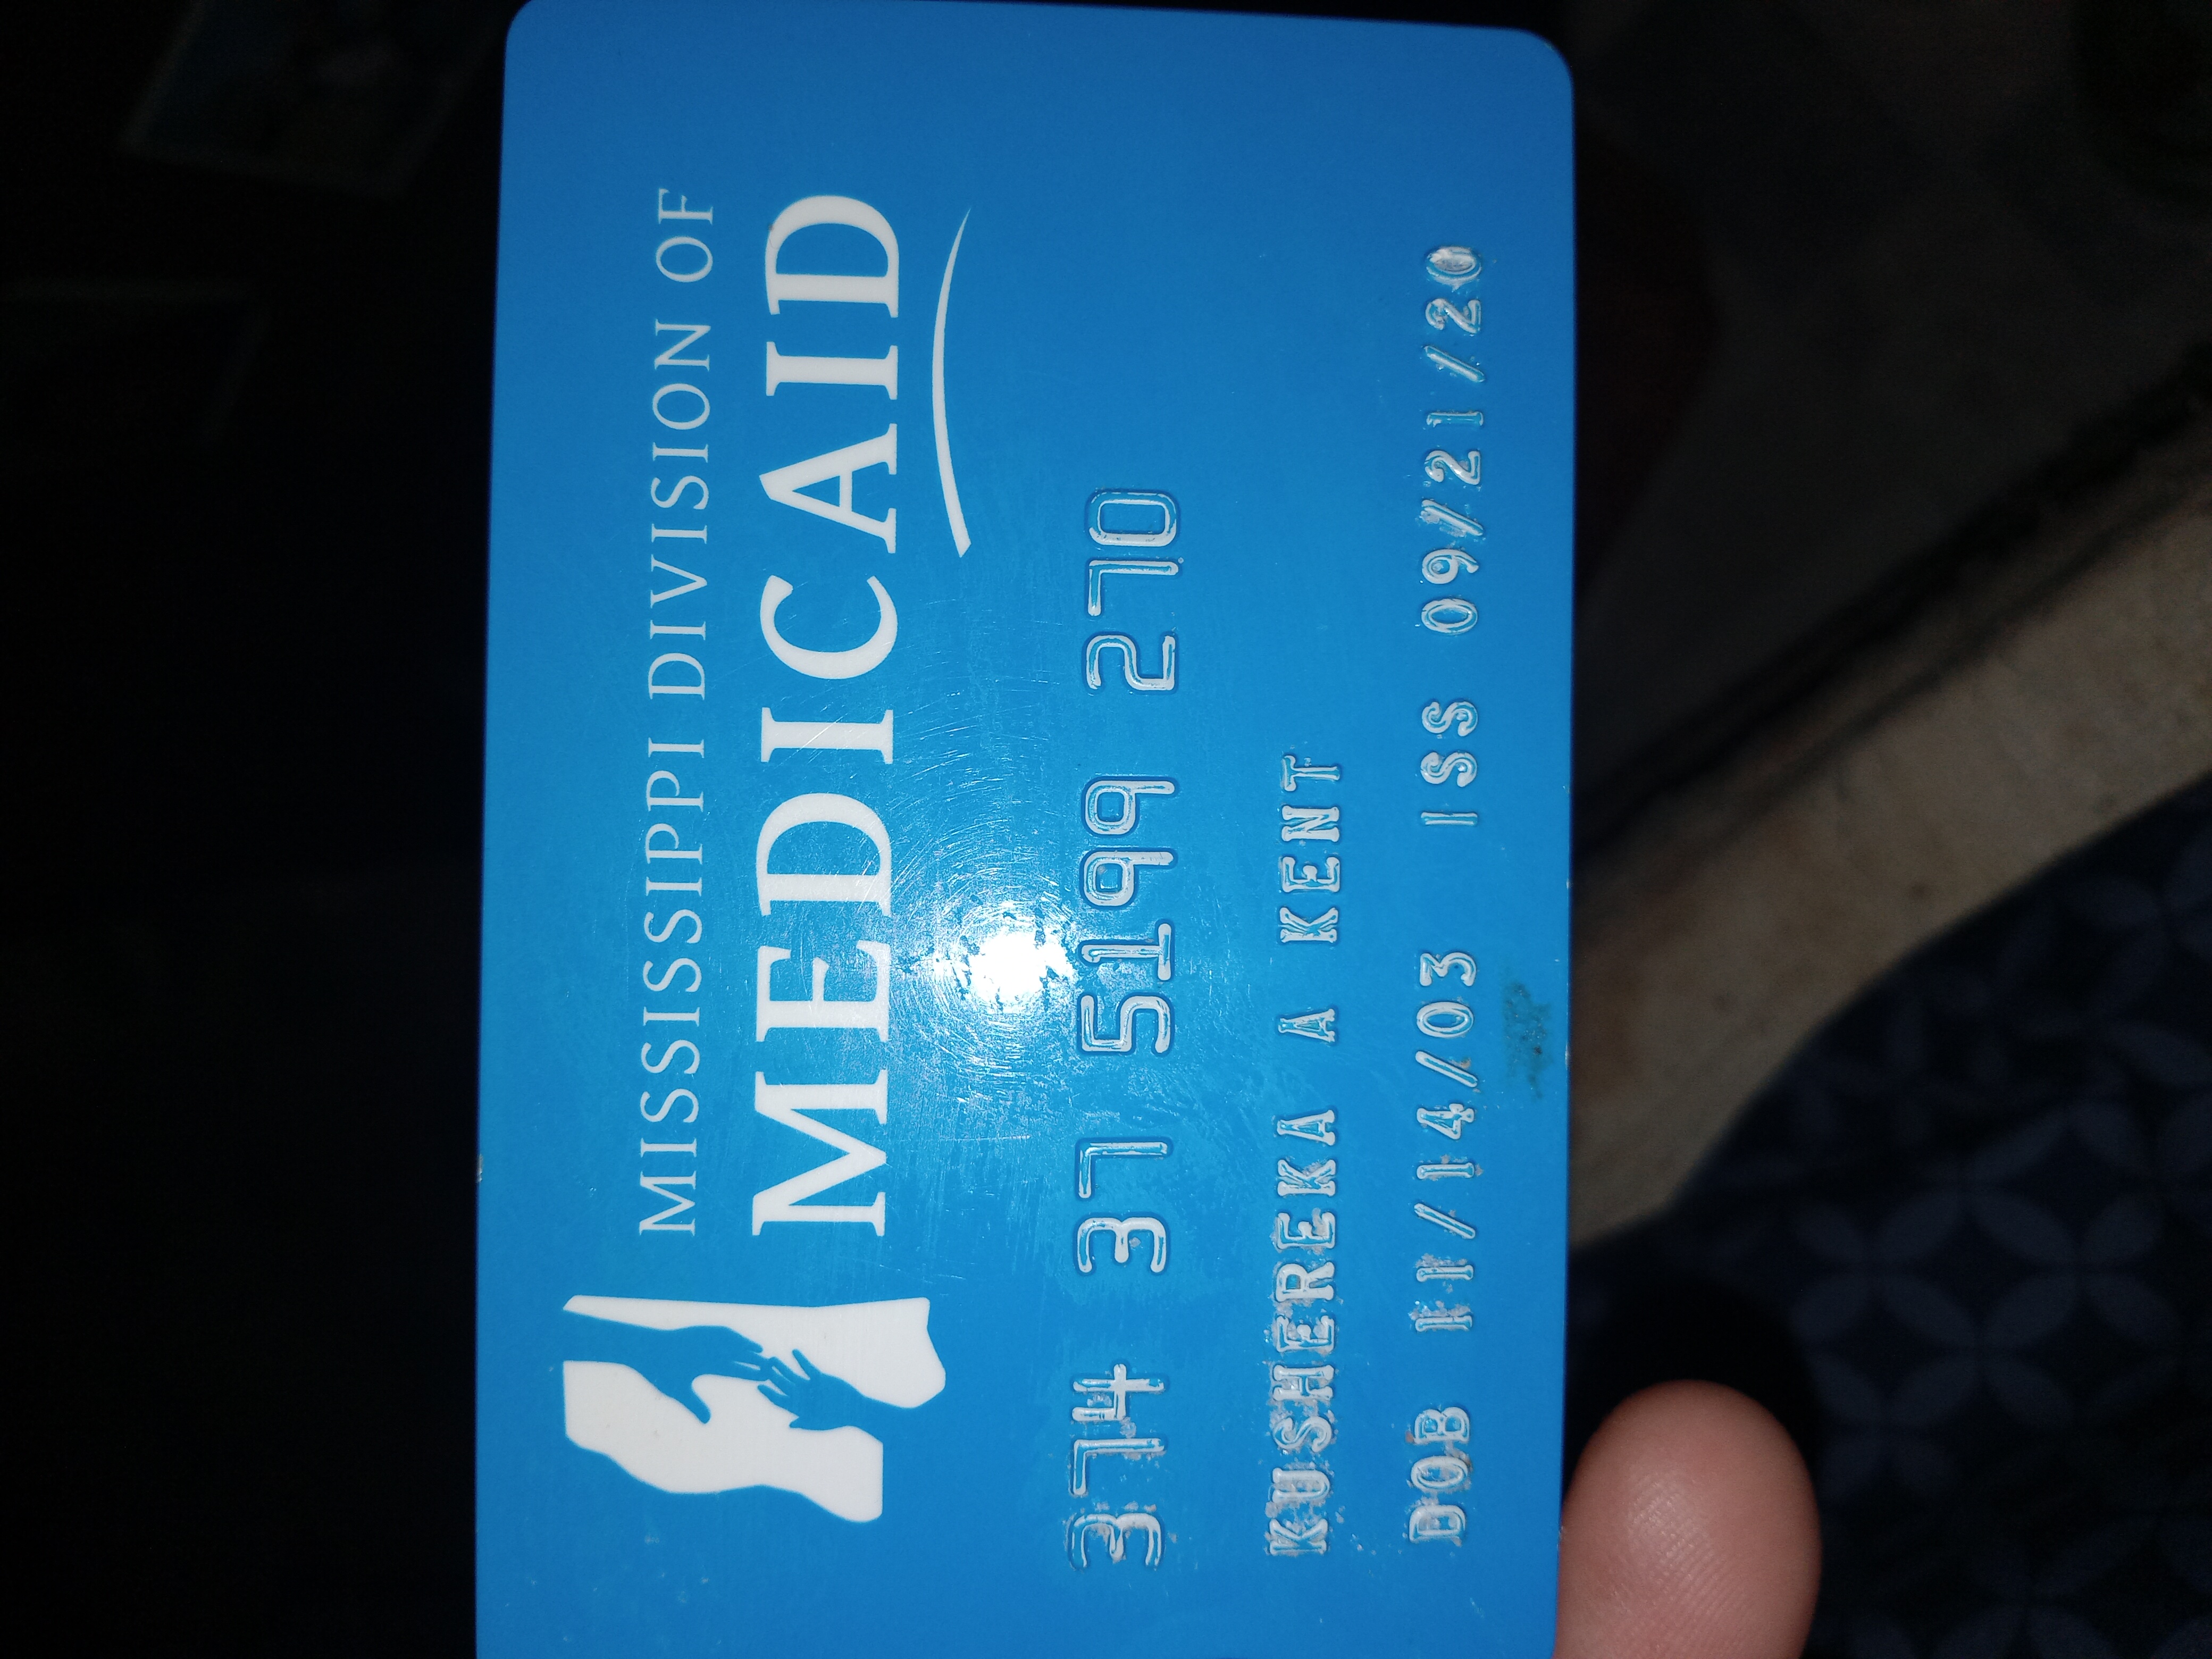 MISSISSIPPI DIVISION OF
MEDICAID
374 37 5199 270
KUSHEREKA A KENT
DOB 11/14/03 ISS 09/21/20